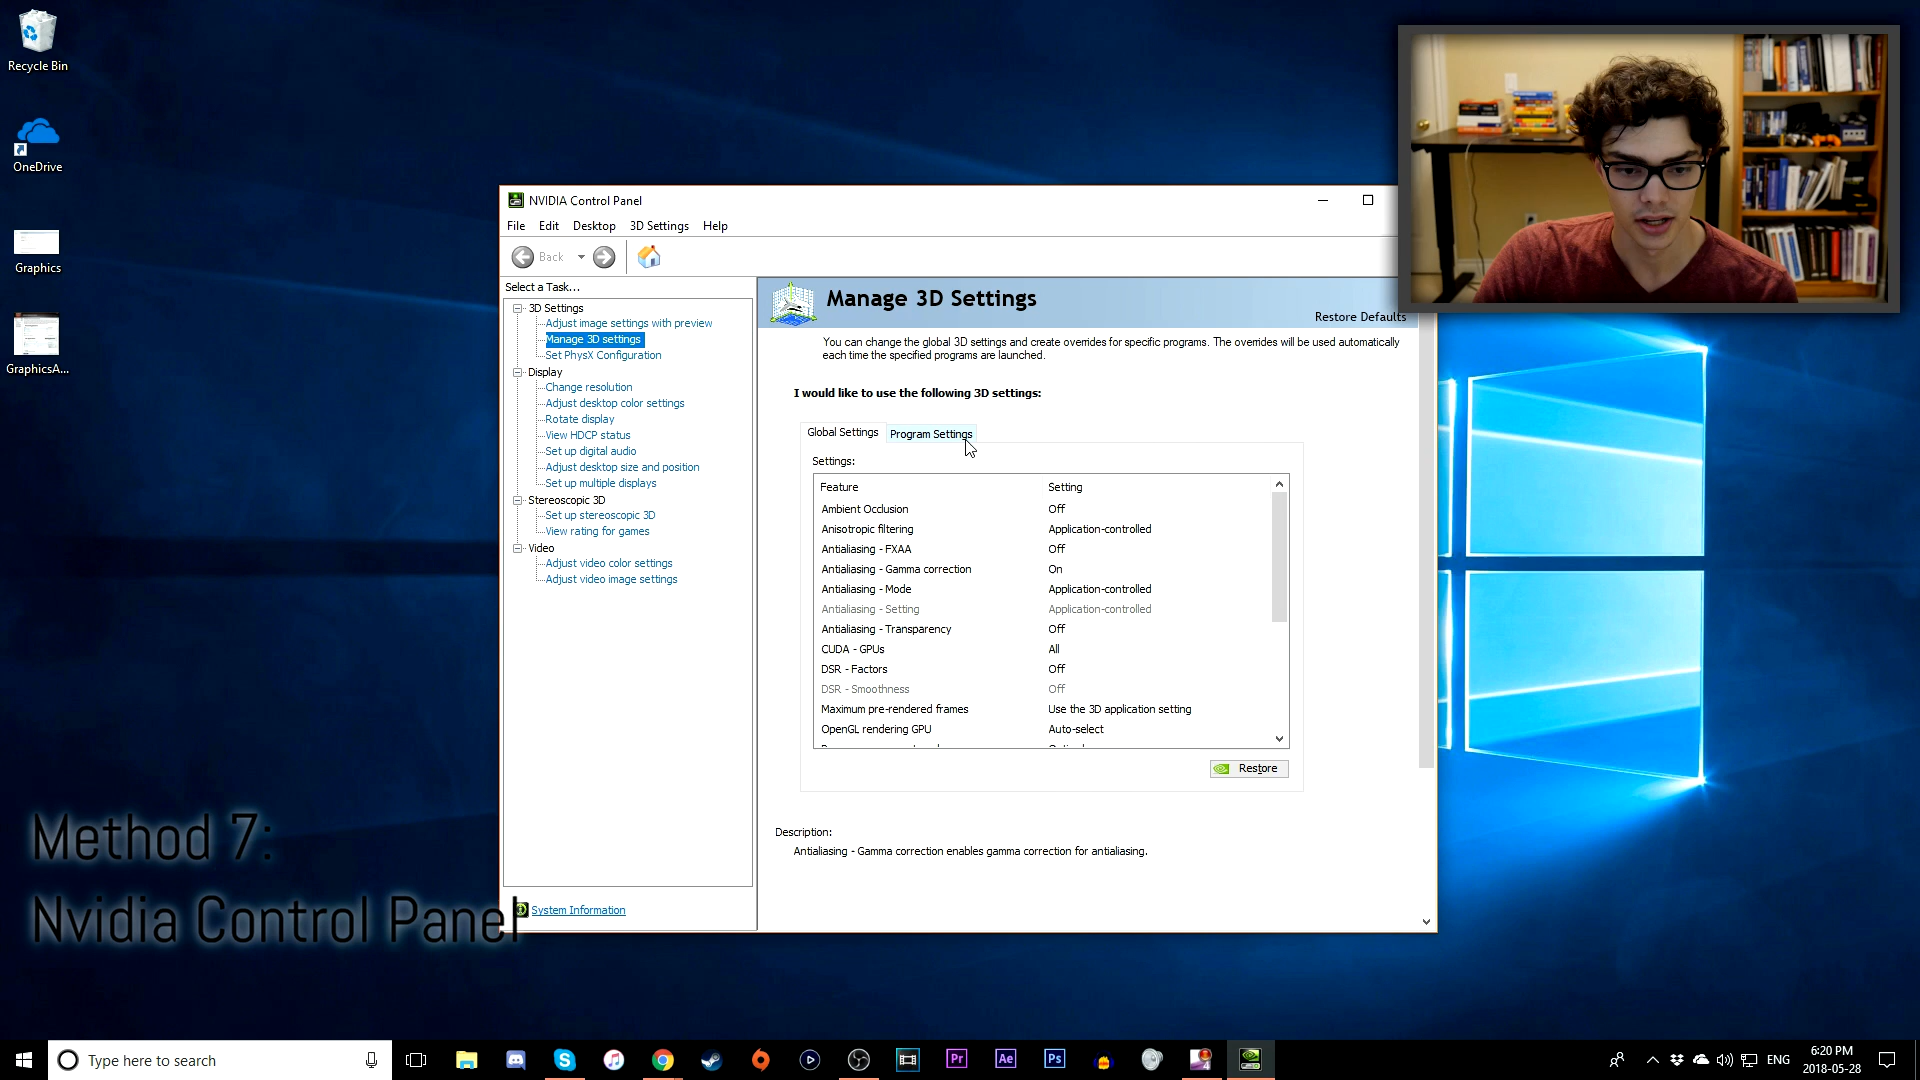 Recycle Bin
OneDrive
Graphics
GraphicsA...
NVIDIA Control Panel
File Edit Desktop 3D Settings Help
Back
Select a Task...
3D Settings
Adjust image settings with preview
Manage 3D settings
Set PhysX Configuration
Display
Change resolution
Adjust desktop color settings
Rotate display
View HDCP status
Set up digital audio
Adjust desktop size and position
Set up multiple displays
Stereoscopic 3D
Set up stereoscopic 3D
View rating for games
Video
Adjust video color settings
Adjust video image settings
System Information
Manage 3D Settings
Restore Defaults
You can change the global 3D settings and create overrides for specific programs. The overrides will be used automatically
each time the specified programs are launched.
I would like to use the following 3D settings:
Global Settings Program Settings
Settings:
Feature Setting
Ambient Occlusion Off
Anisotropic filtering Application-controlled
Antialiasing - FXAA Off
Antialiasing - Gamma correction On
Antialiasing - Mode Application-controlled
Antialiasing - Setting Application-controlled
Antialiasing - Transparency Off
CUDA - GPUs All
DSR - Factors Off
DSR - Smoothness Off
Maximum pre-rendered frames Use the 3D application setting
OpenGL rendering GPU Auto-select
Restore
Description:
Antialiasing - Gamma correction enables gamma correction for antialiasing.
Method 7:
Nvidia Control Panel
Type here to search
Pr
Ae
Ps
ENG
6:20 PM
2018-05-28